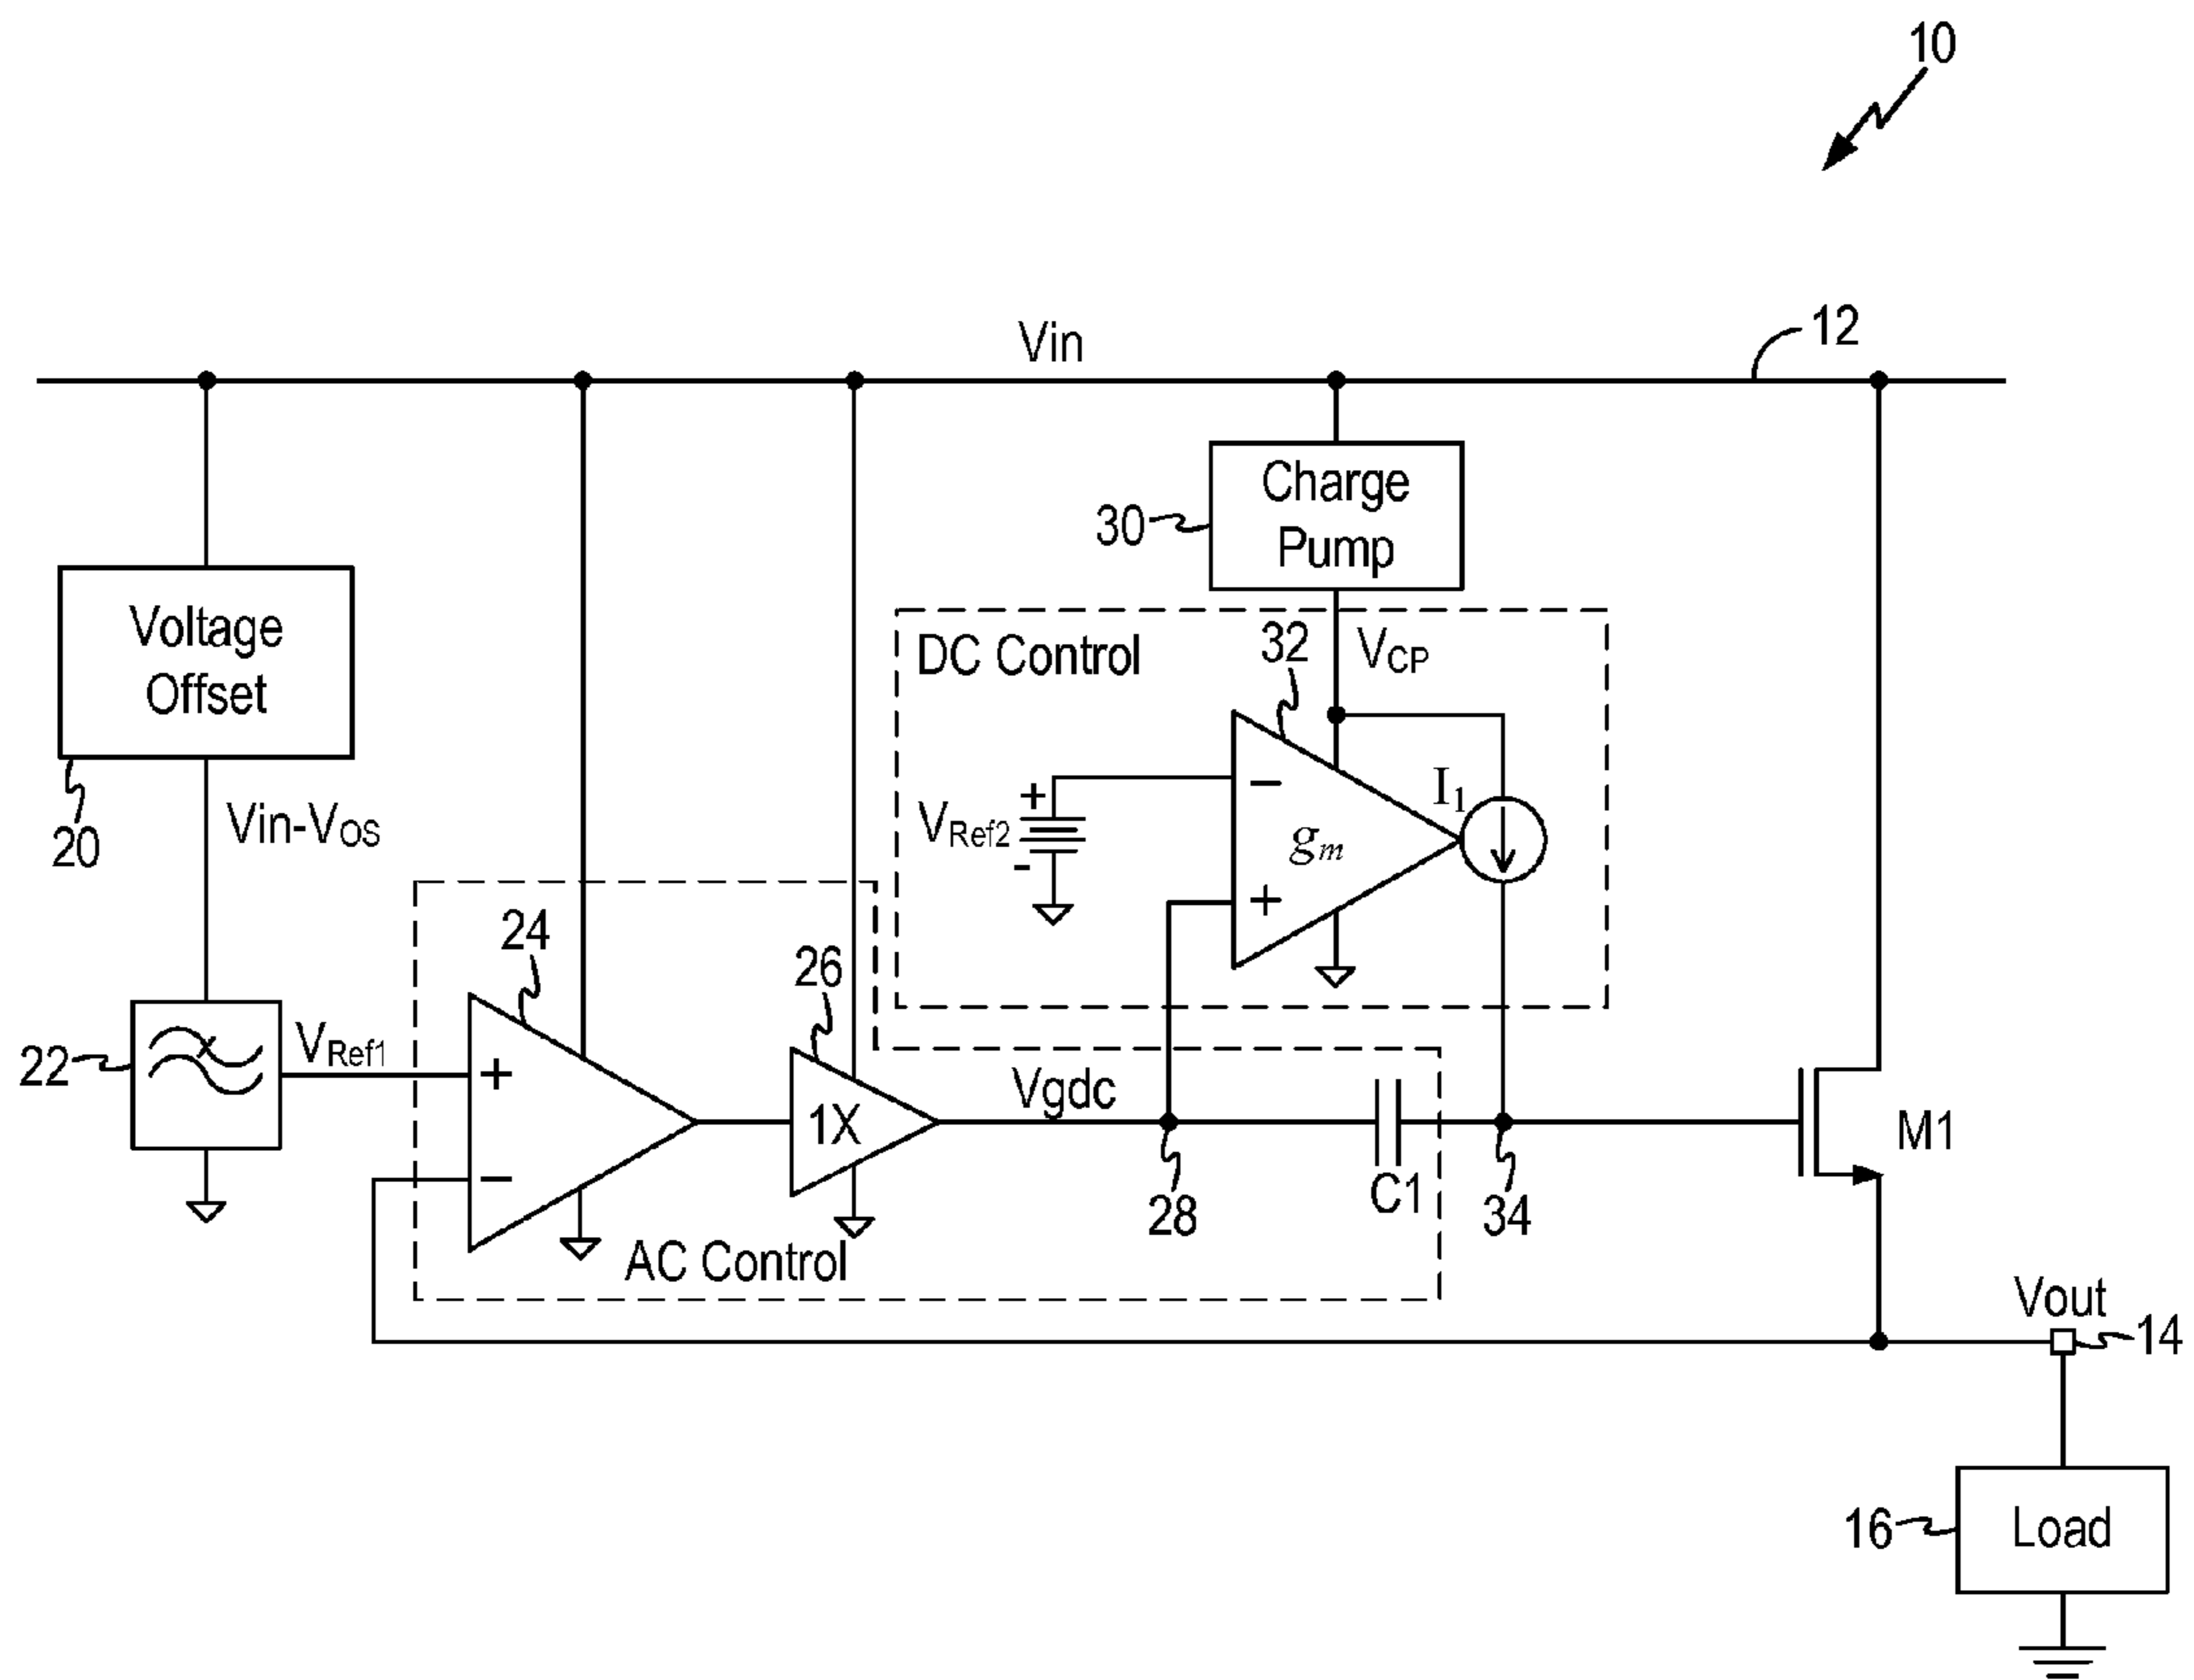 10
Vin
12
Charge
Pump
30
Voltage
Offset
20
Vin-VOS
DC Control
32
VCP
VRef2
+
-
−
gm
+
I1
24
26
22
VRef1
+
−
1X
Vgdc
28
C1
34
M1
AC Control
Vout
14
16
Load